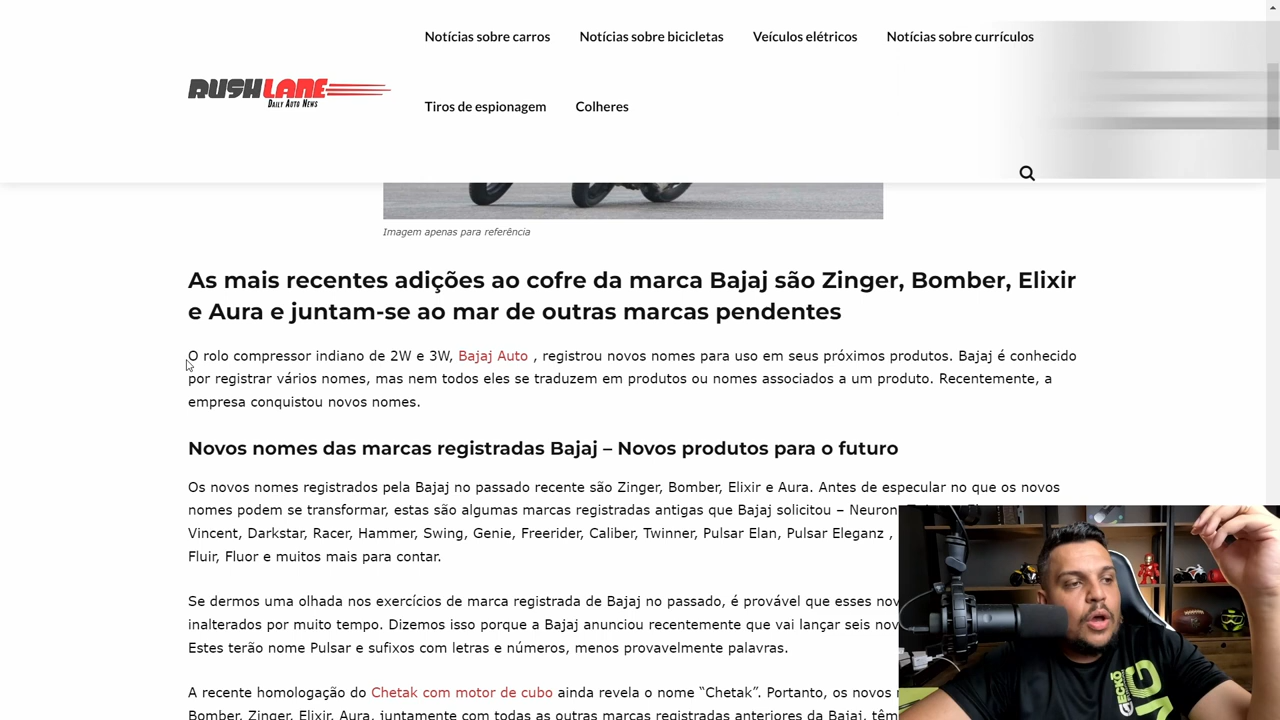 Notícias sobre carros Notícias sobre bicicletas Veículos elétricos Notícias sobre currículos
RUSHLANE
DAILY AUTO NEWS
Tiros de espionagem Colheres
Imagem apenas para referência
As mais recentes adições ao cofre da marca Bajaj são Zinger, Bomber, Elixir
e Aura e juntam-se ao mar de outras marcas pendentes
O rolo compressor indiano de 2W e 3W, Bajaj Auto , registrou novos nomes para uso em seus próximos produtos. Bajaj é conhecido
por registrar vários nomes, mas nem todos eles se traduzem em produtos ou nomes associados a um produto. Recentemente, a
empresa conquistou novos nomes.
Novos nomes das marcas registradas Bajaj – Novos produtos para o futuro
Os novos nomes registrados pela Bajaj no passado recente são Zinger, Bomber, Elixir e Aura. Antes de especular no que os novos
nomes podem se transformar, estas são algumas marcas registradas antigas que Bajaj solicitou – Neuron
Vincent, Darkstar, Racer, Hammer, Swing, Genie, Freerider, Caliber, Twinner, Pulsar Elan, Pulsar Eleganz ,
Fluir, Fluor e muitos mais para contar.
Se dermos uma olhada nos exercícios de marca registrada de Bajaj no passado, é provável que esses
inalterados por muito tempo. Dizemos isso porque a Bajaj anunciou recentemente que vai lançar seis
Estes terão nome Pulsar e sufixos com letras e números, menos provavelmente palavras.
A recente homologação do Chetak com motor de cubo ainda revela o nome “Chetak”. Portanto, os novos
Bomber, Zinger, Elixir, Aura, juntamente com todas as outras marcas registradas anteriores da Bajaj, têm
GECKO